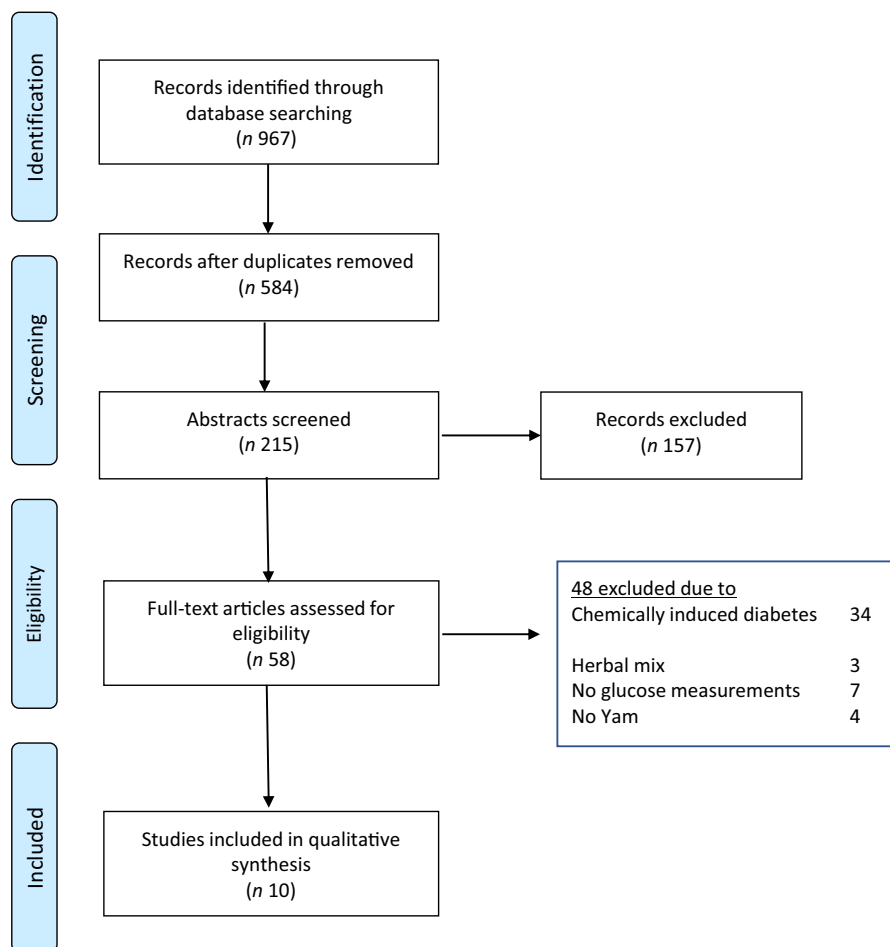 Identification
Records identified through
database searching
(n 967)
Records after duplicates removed
(n 584)
Screening
Abstracts screened
(n 215)
Records excluded
(n 157)
Eligibility
Full-text articles assessed for
eligibility
(n 58)
48 excluded due to
Chemically induced diabetes 34
Herbal mix 3
No glucose measurements 7
No Yam 4
Included
Studies included in qualitative
synthesis
(n 10)